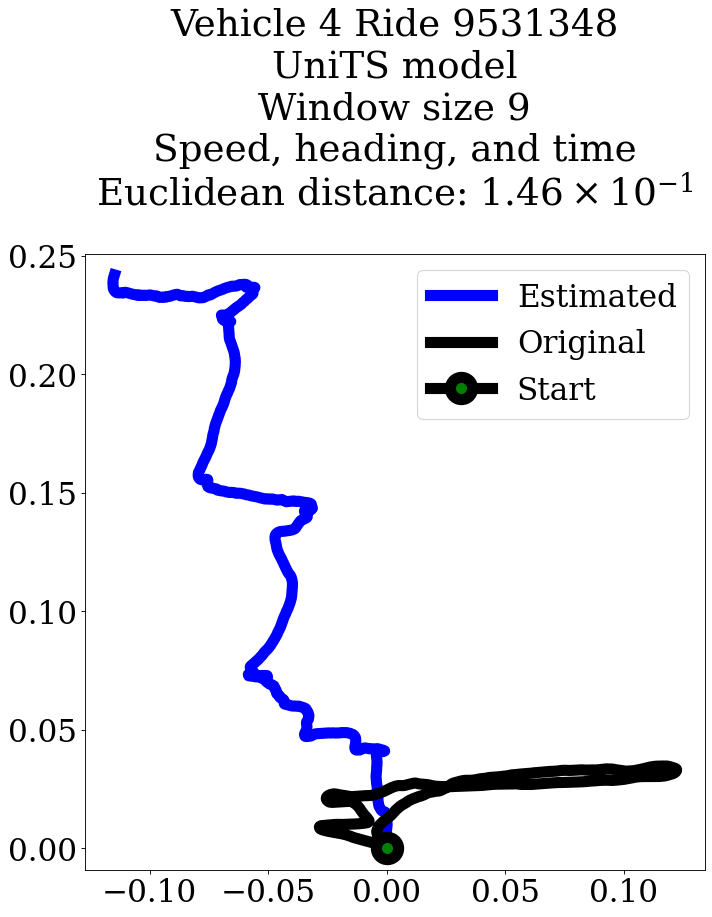 Vehicle 4 Ride 9531348
UniTS model
Window size 9
Speed, heading, and time
Euclidean distance: 1.46 × 10⁻¹
0.25
0.20
0.15
0.10
0.05
0.00
−0.10
−0.05
0.00
0.05
0.10
Estimated
Original
Start